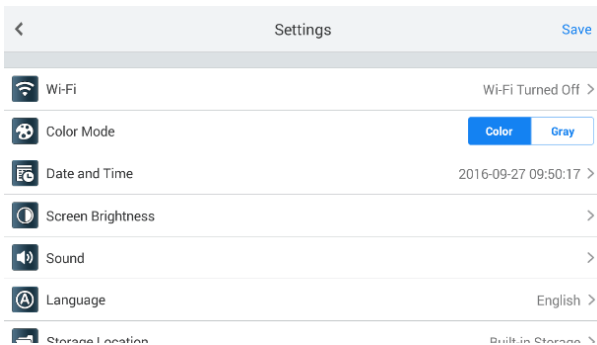 Settings
Save
Wi-Fi
Wi-Fi Turned Off
Color Mode
Color
Gray
Date and Time
2016-09-27 09:50:17
Screen Brightness
Sound
Language
English
Storage Location
Built-in Storage